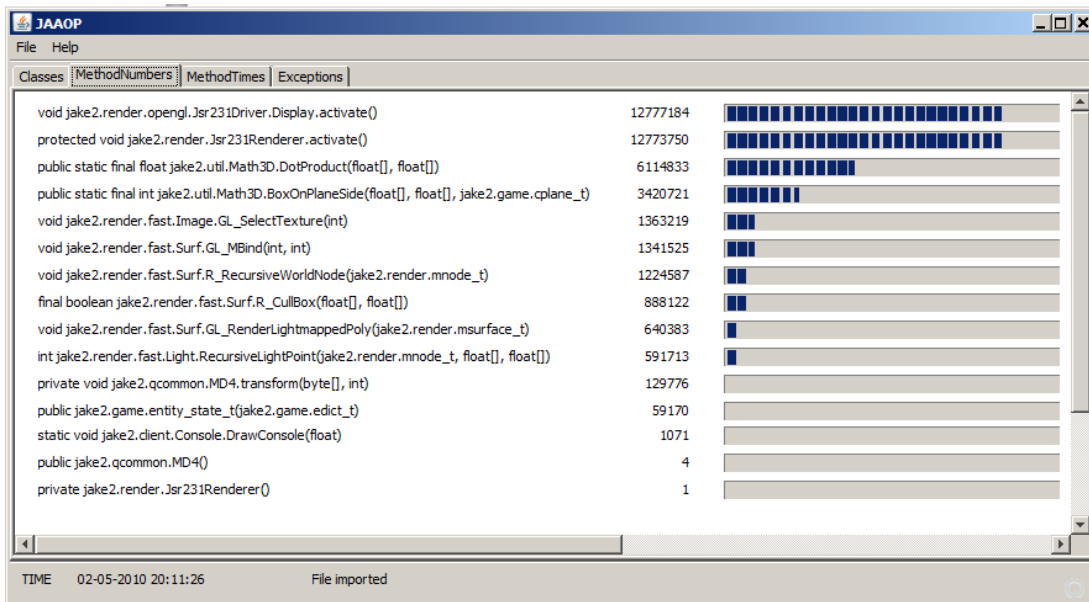 JAAOP
File Help
Classes MethodNumbers MethodTimes Exceptions
void jake2.render.opengl.Jsr231Driver.Display.activate() 12777184
protected void jake2.render.Jsr231Renderer.activate() 12773750
public static final float jake2.util.Math3D.DotProduct(float[], float[]) 6114833
public static final int jake2.util.Math3D.BoxOnPlaneSide(float[], float[], jake2.game.cplane_t) 3420721
void jake2.render.fast.Image.GL_SelectTexture(int) 1363219
void jake2.render.fast.Surf.GL_MBind(int, int) 1341525
void jake2.render.fast.Surf.R_RecursiveWorldNode(jake2.render.mnode_t) 1224587
final boolean jake2.render.fast.Surf.R_CullBox(float[], float[]) 888122
void jake2.render.fast.Surf.GL_RenderLightmappedPoly(jake2.render.msurface_t) 640383
int jake2.render.fast.Light.RecursiveLightPoint(jake2.render.mnode_t, float[], float[]) 591713
private void jake2.qcommon.MD4.transform(byte[], int) 129776
public jake2.game.entity_state_t(jake2.game.edict_t) 59170
static void jake2.client.Console.DrawConsole(float) 1071
public jake2.qcommon.MD4() 4
private jake2.render.Jsr231Renderer() 1
TIME 02-05-2010 20:11:26 File imported